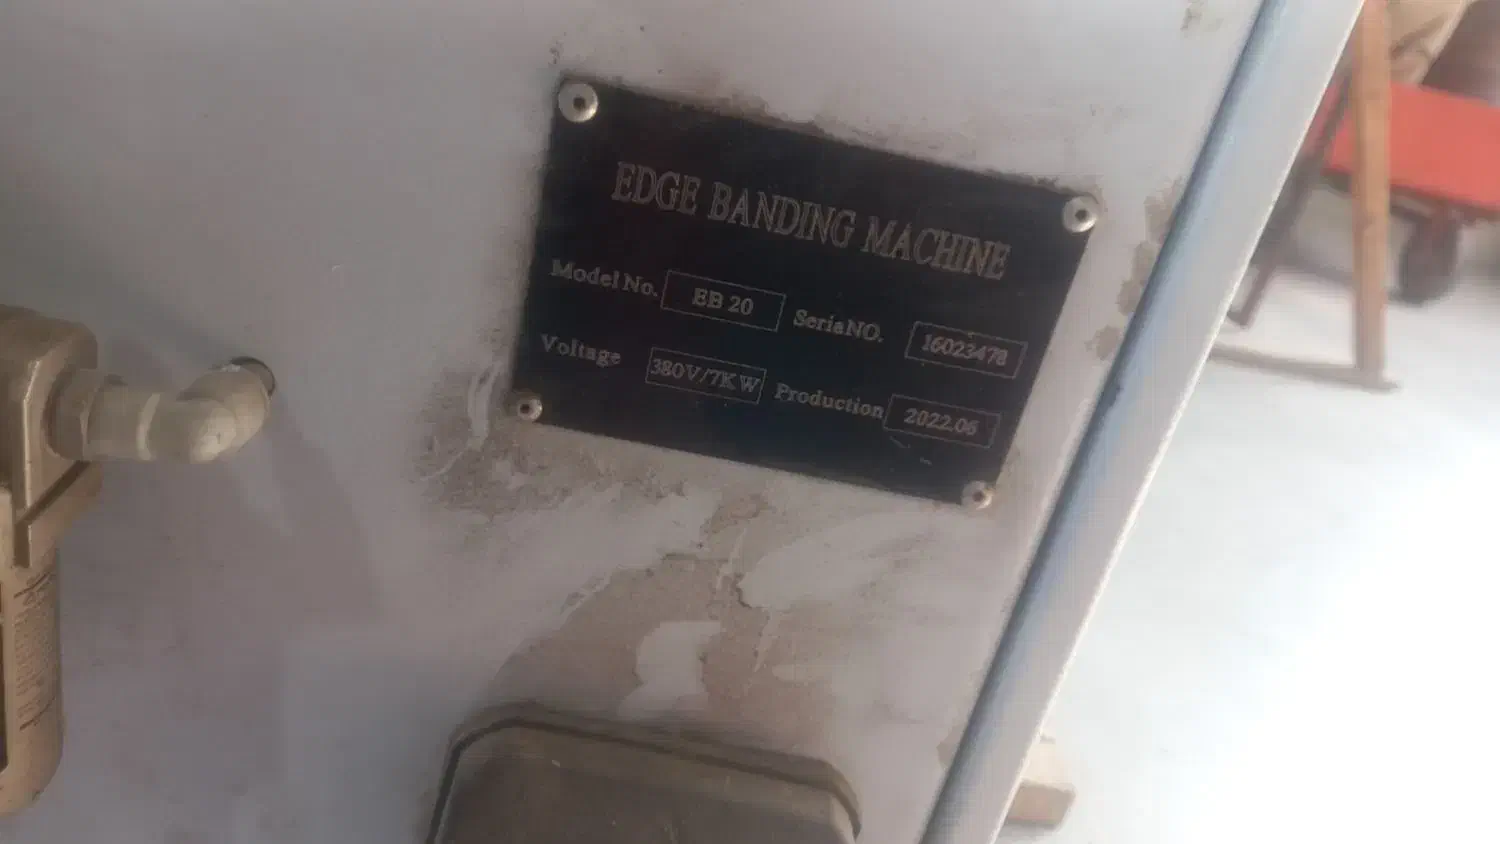 EDGE BANDING MACHINE
Model No. EB 20 SeriaNO. 16023478
Voltage 380V/7KW Production 2022.06